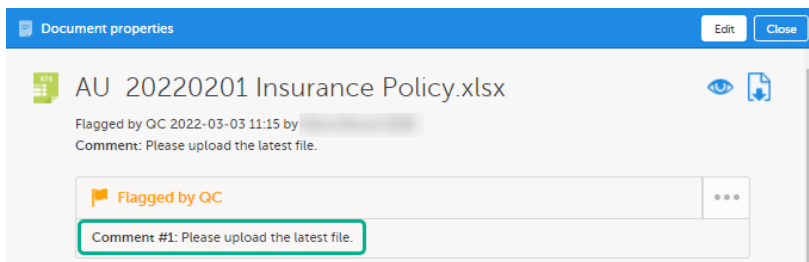 Document properties
Edit
Close
xls
AU 20220201 Insurance Policy.xlsx
Flagged by QC 2022-03-03 11:15 by
Comment: Please upload the latest file.
Flagged by QC
Comment #1: Please upload the latest file.